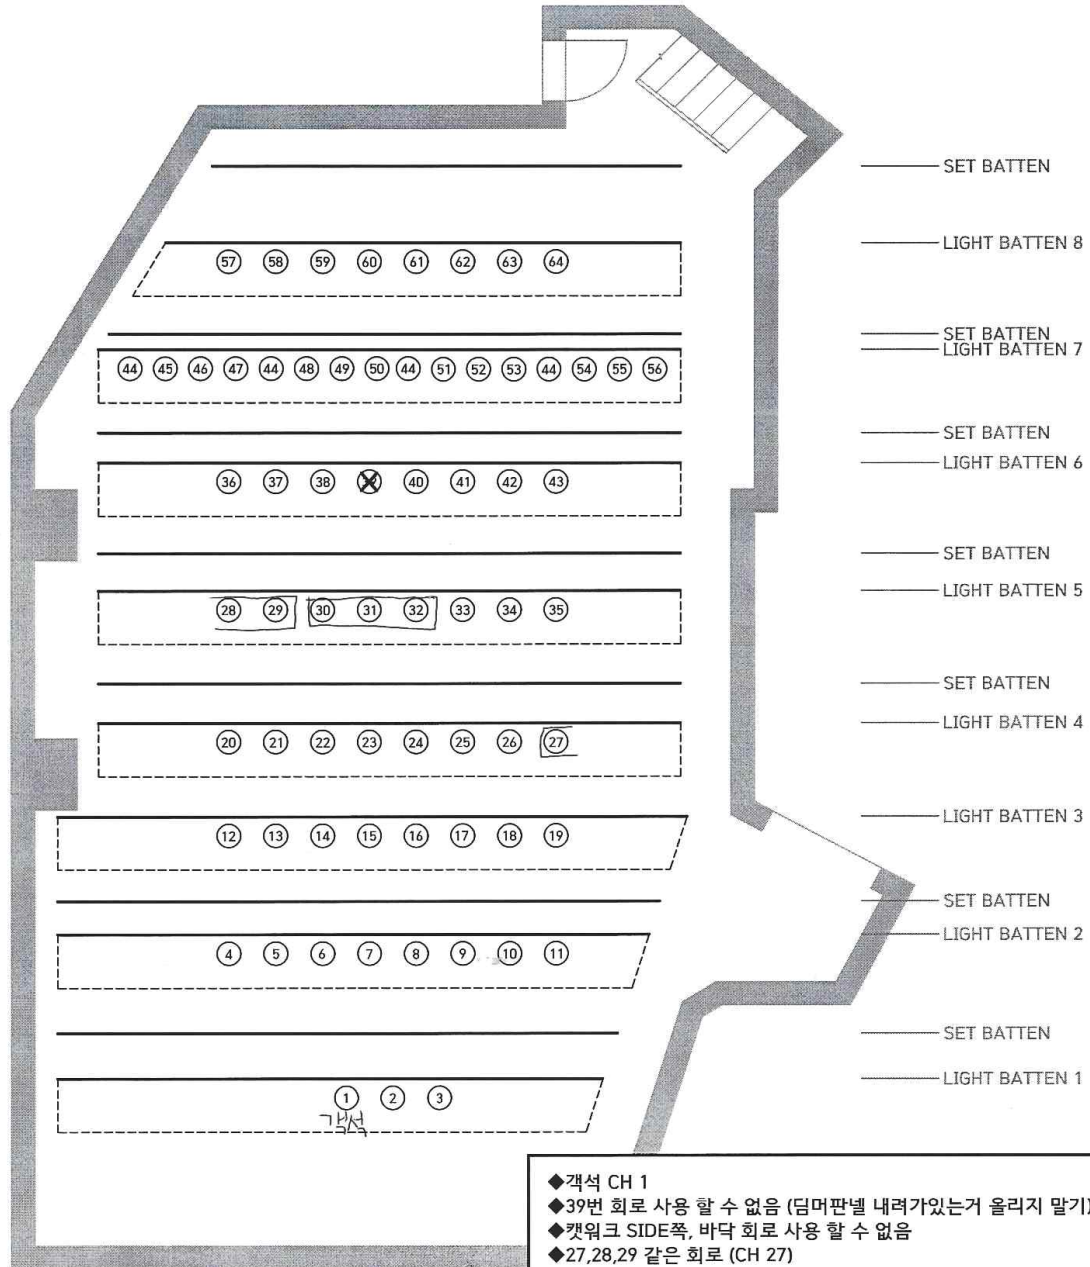 SET BATTEN
LIGHT BATTEN 8
57 58 59 60 61 62 63 64
SET BATTEN
LIGHT BATTEN 7
44 45 46 47 44 48 49 50 44 51 52 53 44 54 55 56
SET BATTEN
LIGHT BATTEN 6
36 37 38 40 41 42 43
SET BATTEN
LIGHT BATTEN 5
28 29 30 31 32 33 34 35
SET BATTEN
LIGHT BATTEN 4
20 21 22 23 24 25 26 27
LIGHT BATTEN 3
12 13 14 15 16 17 18 19
SET BATTEN
LIGHT BATTEN 2
4 5 6 7 8 9 10 11
SET BATTEN
LIGHT BATTEN 1
1 2 3
객석
◆객석 CH 1
◆39번 회로 사용 할 수 없음 (딤머판넬 내려가있는거 올리지 말기)
◆캣워크 SIDE쪽, 바닥 회로 사용 할 수 없음
◆27,28,29 같은 회로 (CH 27)